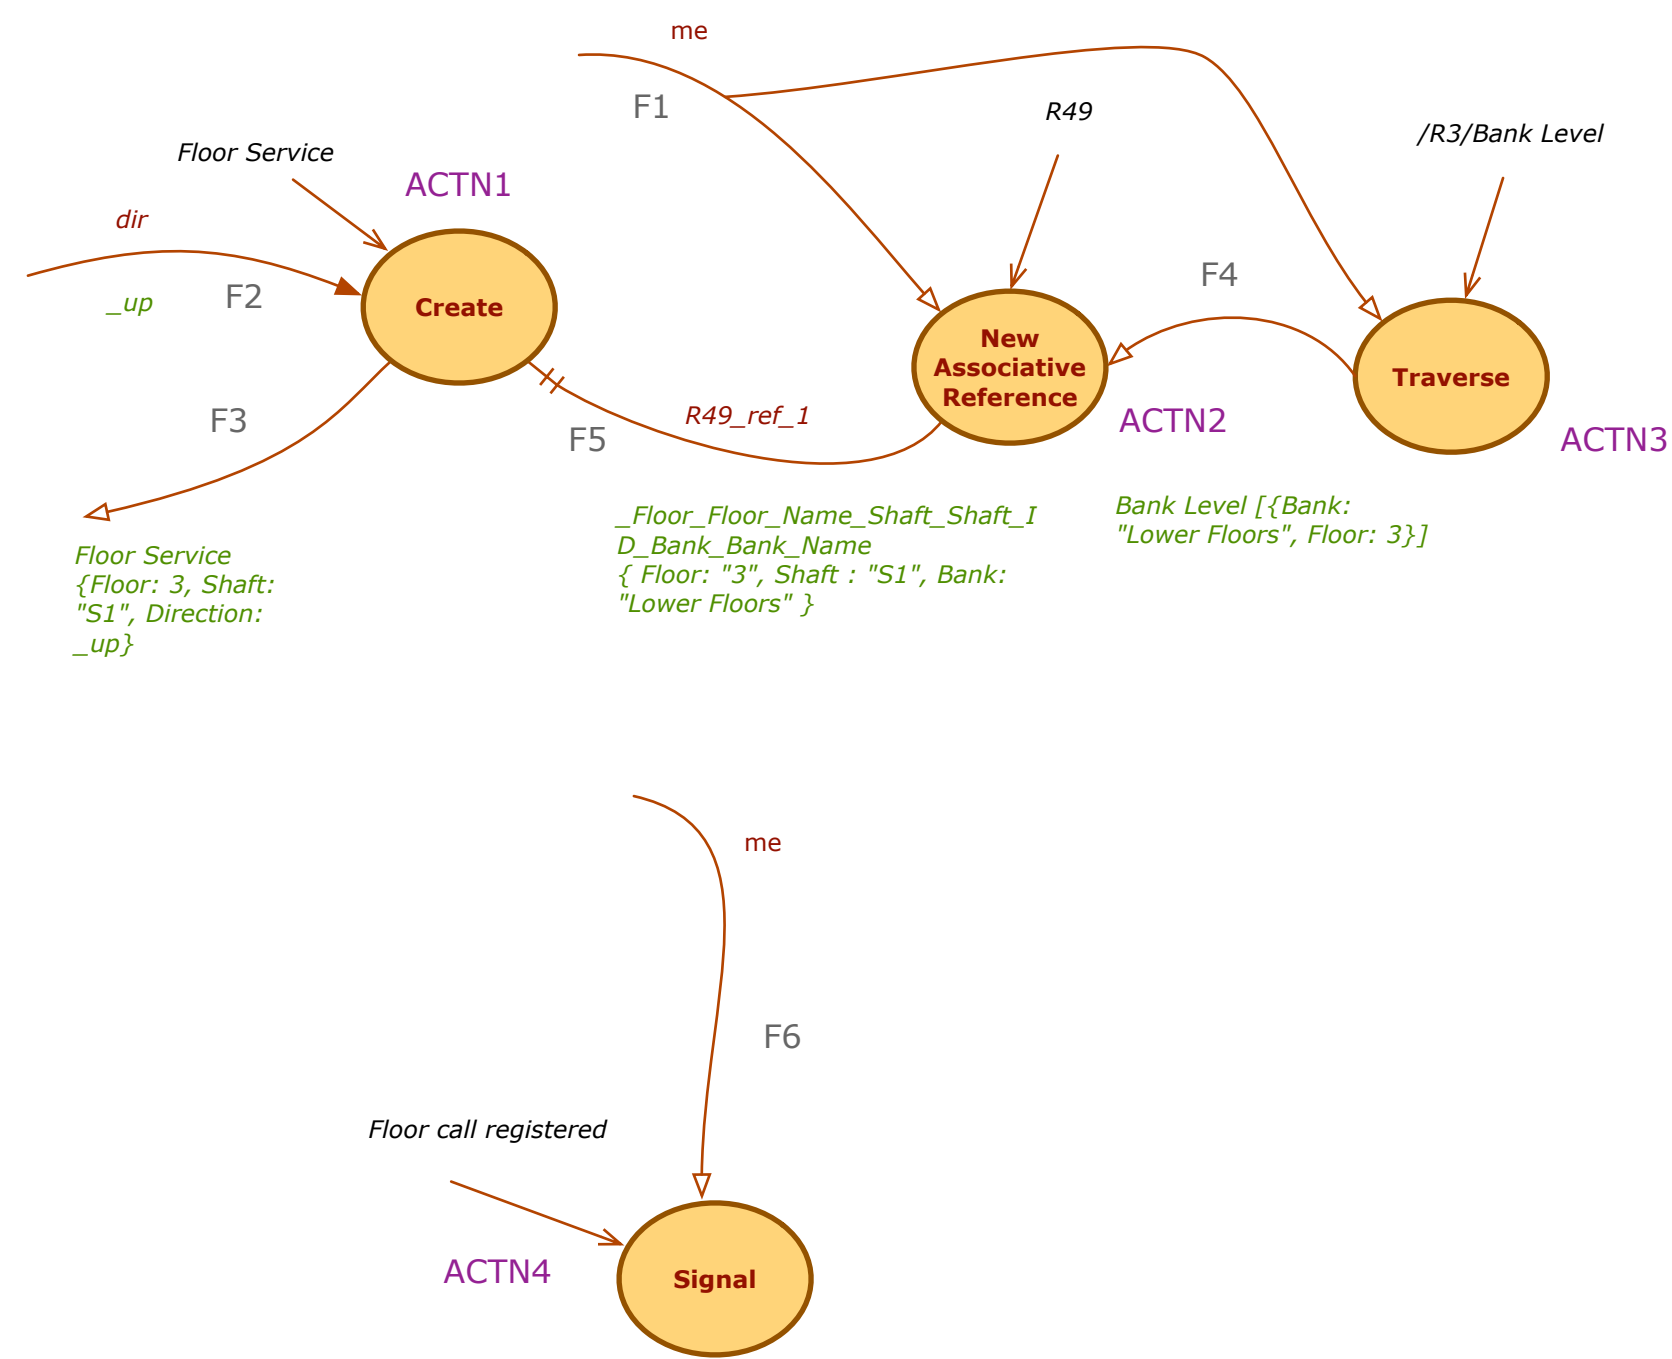 me
F1
R49
/R3/Bank Level
Floor Service
ACTN1
dir
F2
_up
Create
F4
New
Associative
Reference
Traverse
F3
F5
R49_ref_1
ACTN2
ACTN3
_Floor_Floor_Name_Shaft_Shaft_I
D_Bank_Bank_Name
{ Floor: "3", Shaft : "S1", Bank:
"Lower Floors" }
Bank Level [{Bank:
"Lower Floors", Floor: 3}]
Floor Service
{Floor: 3, Shaft:
"S1", Direction:
_up}
me
F6
Floor call registered
ACTN4
Signal